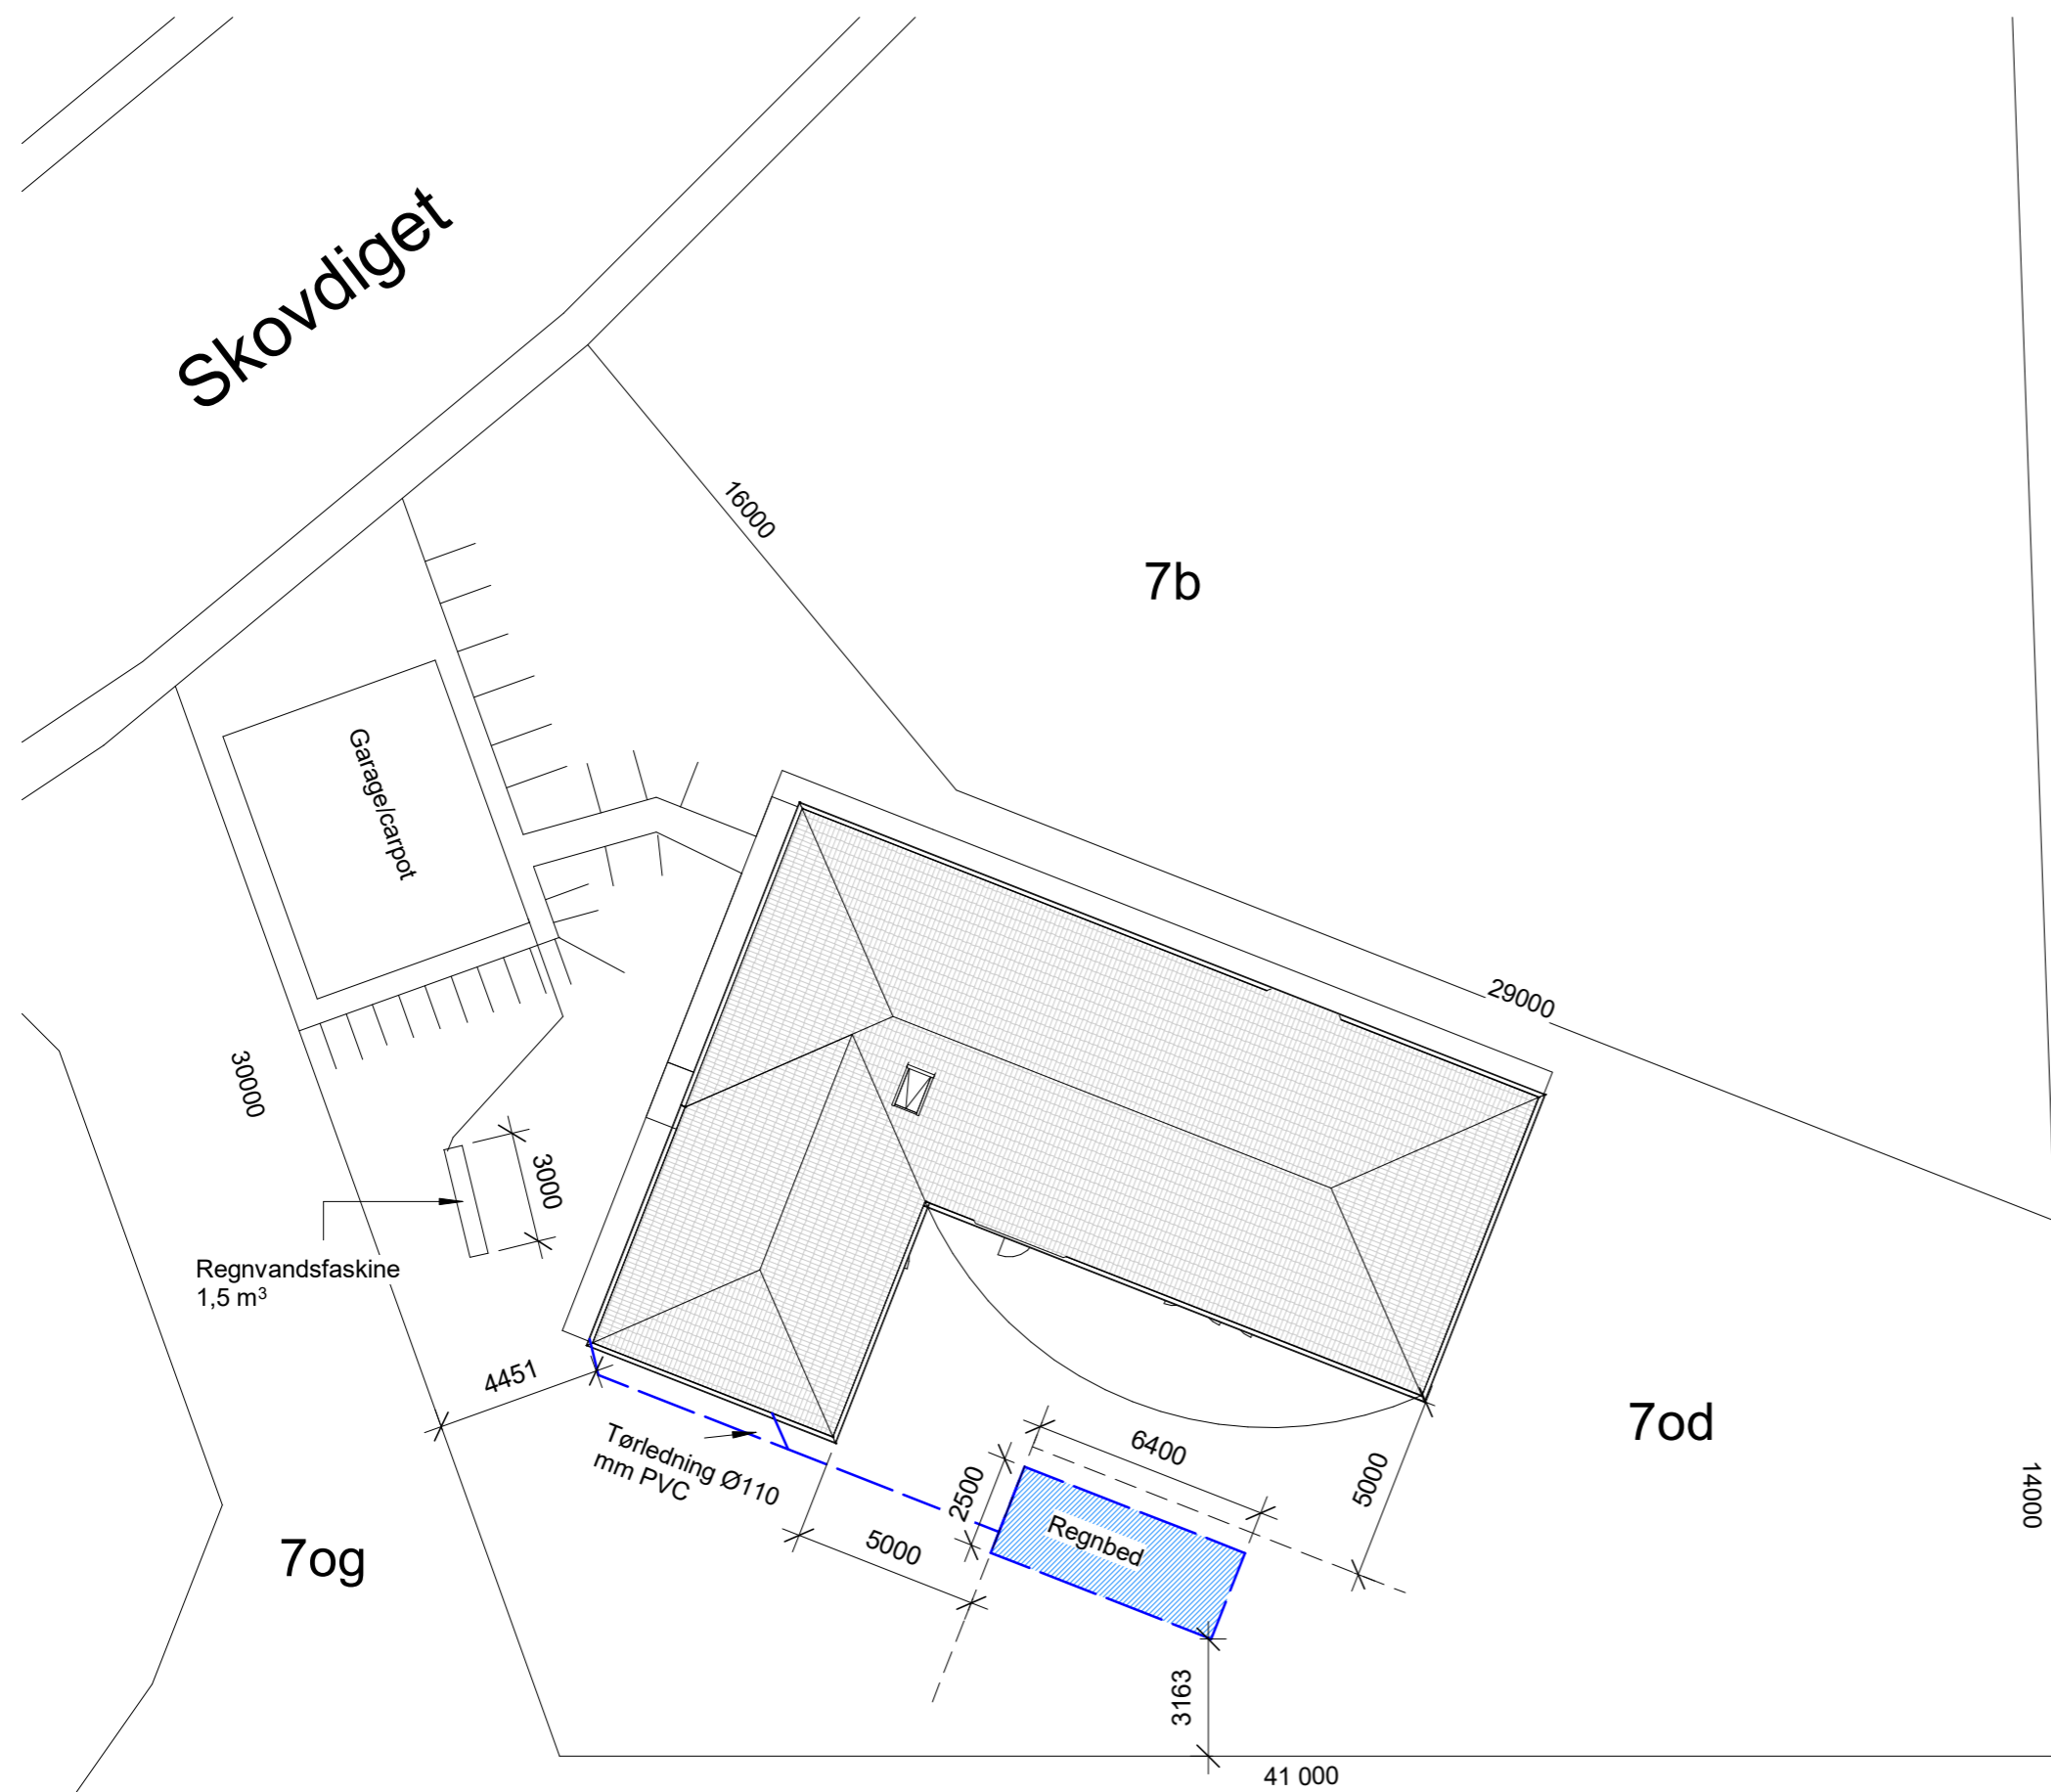 Skovdiget
16000
7b
Garage/carpot
29000
30000
3000
Regnvandsfaskine
1,5 m³
4451
Tørledning Ø110
mm PVC
6400
2500
5000
7od
14000
Regnbed
5000
7og
3163
41 000